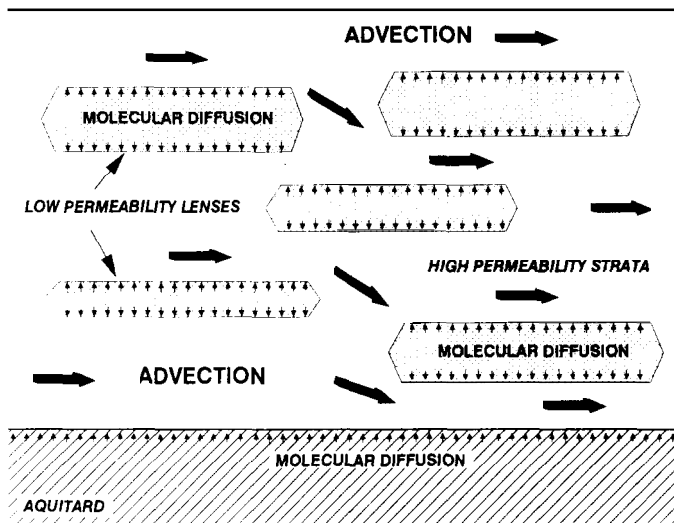 ADVECTION
MOLECULAR DIFFUSION
LOW PERMEABILITY LENSES
HIGH PERMEABILITY STRATA
MOLECULAR DIFFUSION
ADVECTION
MOLECULAR DIFFUSION
AQUITARD